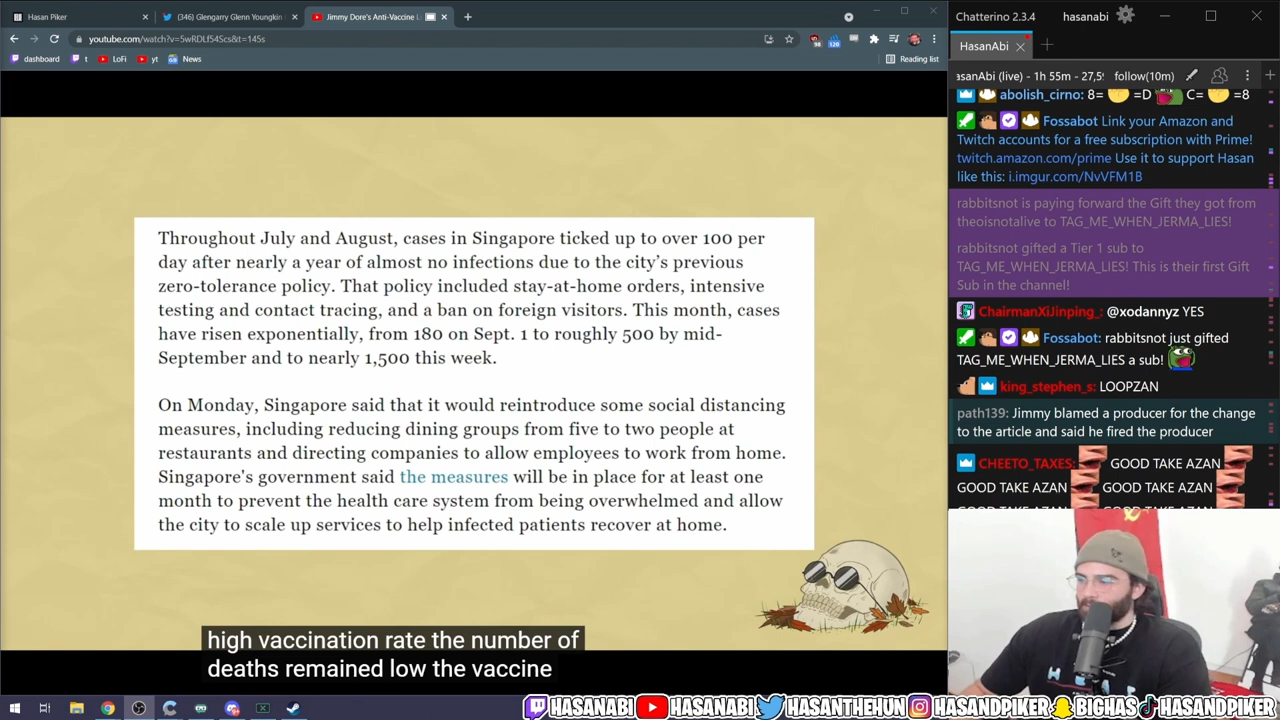 Hasan Piker
(346) Glengarry Glenn Youngkin
Jimmy Dore's Anti-Vaccine L
youtube.com/watch?v=5wRDLf54Scs&t=145s
98
120
dashboard
t
LoFi
yt
News
Reading list
Throughout July and August, cases in Singapore ticked up to over 100 per
day after nearly a year of almost no infections due to the city's previous
zero-tolerance policy. That policy included stay-at-home orders, intensive
testing and contact tracing, and a ban on foreign visitors. This month, cases
have risen exponentially, from 180 on Sept. 1 to roughly 500 by mid-
September and to nearly 1,500 this week.
On Monday, Singapore said that it would reintroduce some social distancing
measures, including reducing dining groups from five to two people at
restaurants and directing companies to allow employees to work from home.
Singapore's government said the measures will be in place for at least one
month to prevent the health care system from being overwhelmed and allow
the city to scale up services to help infected patients recover at home.
high vaccination rate the number of
deaths remained low the vaccine
Chatterino 2.3.4
hasanabi
HasanAbi
asanAbi (live) - 1h 55m - 27,5
follow(10m)
abolish_cirno: 8= =D C= =8
Fossabot Link your Amazon and
Twitch accounts for a free subscription with Prime!
twitch.amazon.com/prime Use it to support Hasan
like this: i.imgur.com/NvVFM1B
rabbitsnot is paying forward the Gift they got from
theoisnotalive to TAG_ME_WHEN_JERMA_LIES!
rabbitsnot gifted a Tier 1 sub to
TAG_ME_WHEN_JERMA_LIES! This is their first Gift
Sub in the channel!
ChairmanXiJinping_: @xodannyz YES
Fossabot: rabbitsnot just gifted
TAG_ME_WHEN_JERMA_LIES a sub!
king_stephen_s: LOOPZAN
path139: Jimmy blamed a producer for the change
to the article and said he fired the producer
CHEETO_TAXES: GOOD TAKE AZAN
GOOD TAKE AZAN GOOD TAKE AZAN
HASANABI HASANABI HASANTHEHUN HASANDPIKER BIGHAS HASANDPIKER